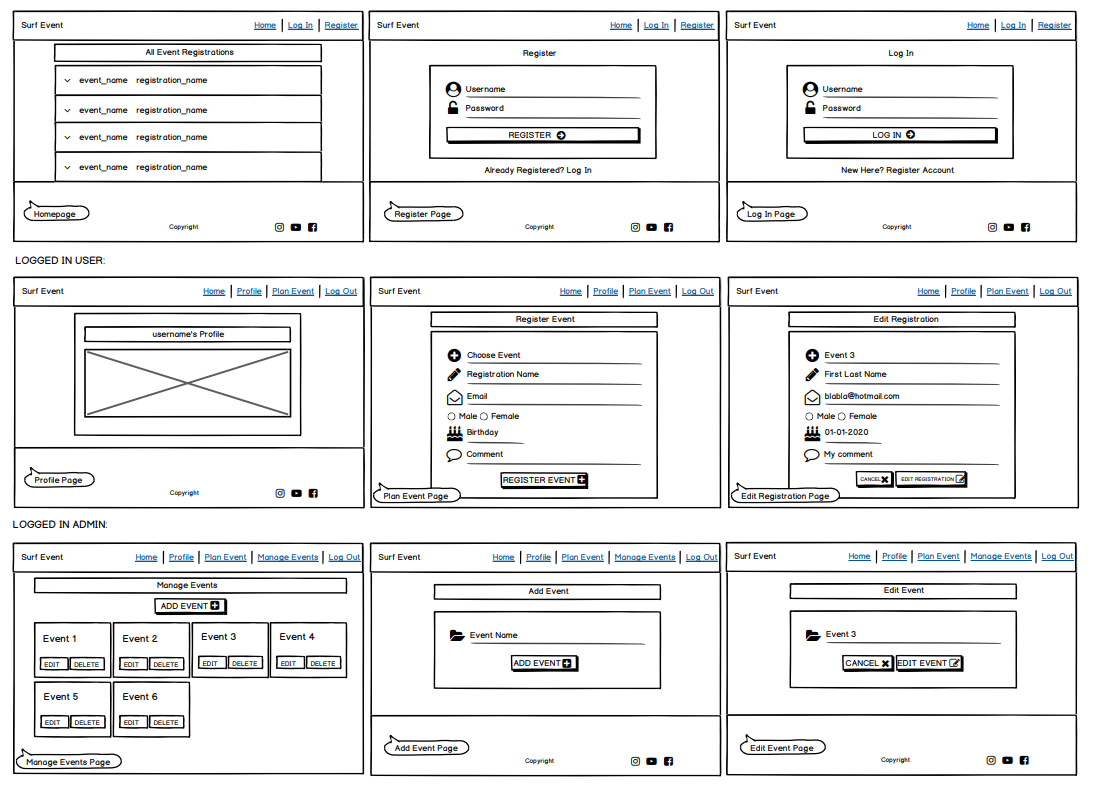 Surf Event Home Log In Register
All Event Registrations
event_name registration_name
event_name registration_name
event_name registration_name
event_name registration_name
Homepage
Copyright
Surf Event Home Log In Register
Register
Username
Password
REGISTER
Already Registered? Log In
Register Page
Copyright
Surf Event Home Log In Register
Log In
Username
Password
LOG IN
New Here? Register Account
Log In Page
Copyright
LOGGED IN USER:
Surf Event Home Profile Plan Event Log Out
username's Profile
Profile Page
Copyright
Surf Event Home Profile Plan Event Log Out
Register Event
Choose Event
Registration Name
Email
Male Female
Birthday
Comment
REGISTER EVENT
Plan Event Page
Surf Event Home Profile Plan Event Log Out
Edit Registration
Event 3
First Last Name
blabla@hotmail.com
Male Female
01-01-2020
My comment
CANCEL EDIT REGISTRATION
Edit Registration Page
LOGGED IN ADMIN:
Surf Event Home Profile Plan Event Manage Events Log Out
Manage Events
ADD EVENT
Event 1 Event 2 Event 3 Event 4
EDIT DELETE EDIT DELETE EDIT DELETE EDIT DELETE
Event 5 Event 6
EDIT DELETE EDIT DELETE
Manage Events Page
Surf Event Home Profile Plan Event Manage Events Log Out
Add Event
Event Name
ADD EVENT
Add Event Page
Copyright
Surf Event Home Profile Plan Event Manage Events Log Out
Edit Event
Event 3
CANCEL EDIT EVENT
Edit Event Page
Copyright